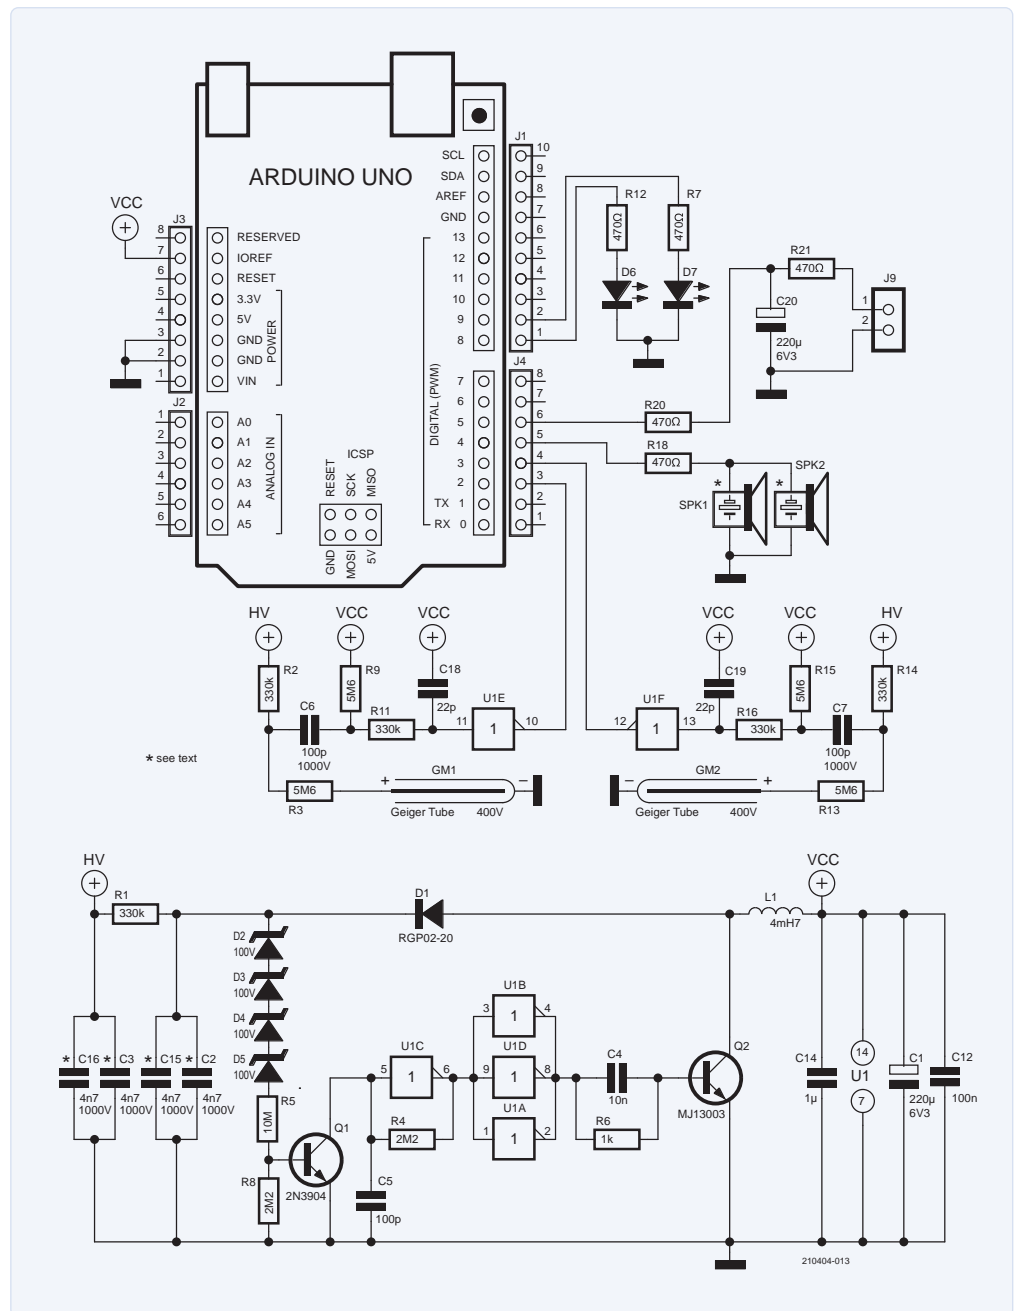 ARDUINO UNO
J1
SCL
10
SDA
9
AREF
8
GND
7
13
6
12
5
11
4
10
3
9
2
8
1
VCC
J3
8
RESERVED
7
IOREF
6
RESET
5
3.3V
4
5V
3
GND
2
GND
1
VIN
POWER
DIGITAL (PWM)
J4
7
8
6
7
5
6
4
5
3
4
2
3
TX 1
2
RX 0
1
J2
1
A0
2
A1
3
A2
4
A3
5
A4
6
A5
ANALOG IN
ICSP
RESET
SCK
MISO
GND
MOSI
5V
R12
470Ω
R7
470Ω
D6
D7
R21
470Ω
J9
1
2
C20
220µ
6V3
R20
470Ω
R18
470Ω
SPK2
*
*
SPK1
HV
VCC
VCC
R2
330k
R9
5M6
C18
22p
C6
100p
1000V
R11
330k
U1E
11
1
10
R3
5M6
+
GM1
–
Geiger Tube
400V
* see text
VCC
VCC
HV
C19
22p
R15
5M6
R14
330k
U1F
12
1
13
R16
330k
C7
100p
1000V
–
GM2
+
Geiger Tube
400V
5M6
R13
HV
R1
330k
D1
RGP02-20
L1
4mH7
VCC
D2
100V
D3
100V
D4
100V
D5
100V
* C16
4n7
1000V
* C3
4n7
1000V
* C15
4n7
1000V
* C2
4n7
1000V
R5
10M
R8
2M2
Q1
2N3904
U1C
5
1
6
R4
2M2
C5
100p
U1B
3
1
4
U1D
9
1
8
U1A
1
1
2
C4
10n
R6
1k
Q2
MJ13003
C14
1µ
14
U1
7
C1
220µ
6V3
C12
100n
210404-013